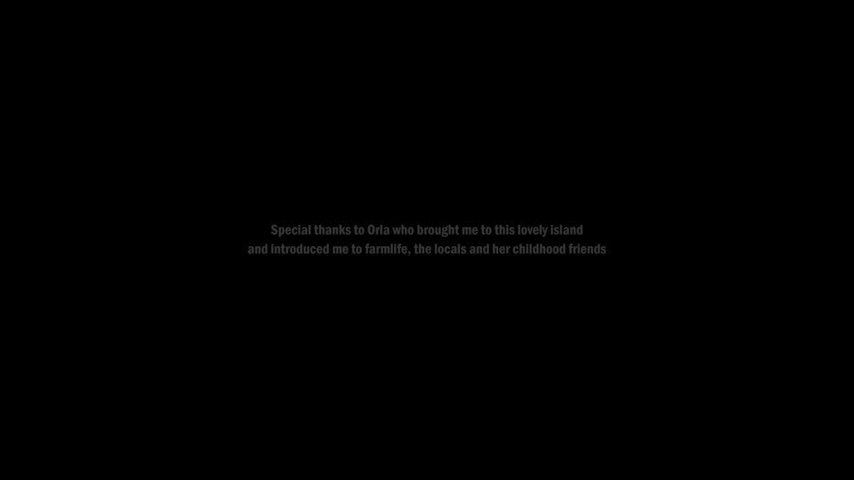 Special thanks to Orla who brought me to this lovely island
and introduced me to farmlife, the locals and her childhood friends